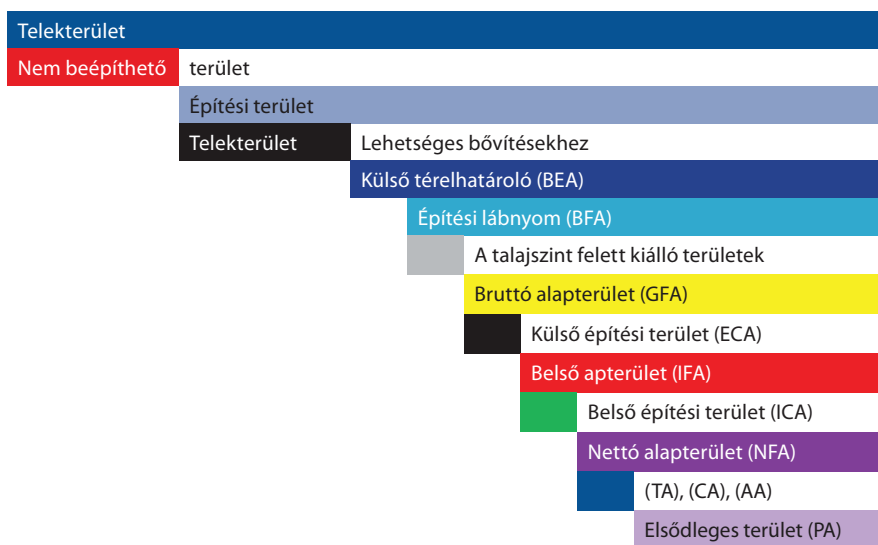 Telekterület
Nem beépíthető terület
Építési terület
Telekterület Lehetséges bővítésekhez
Külső térelhatároló (BEA)
Építési lábnyom (BFA)
A talajszint felett kiálló területek
Bruttó alapterület (GFA)
Külső építési terület (ECA)
Belső apterület (IFA)
Belső építési terület (ICA)
Nettó alapterület (NFA)
(TA), (CA), (AA)
Elsődleges terület (PA)